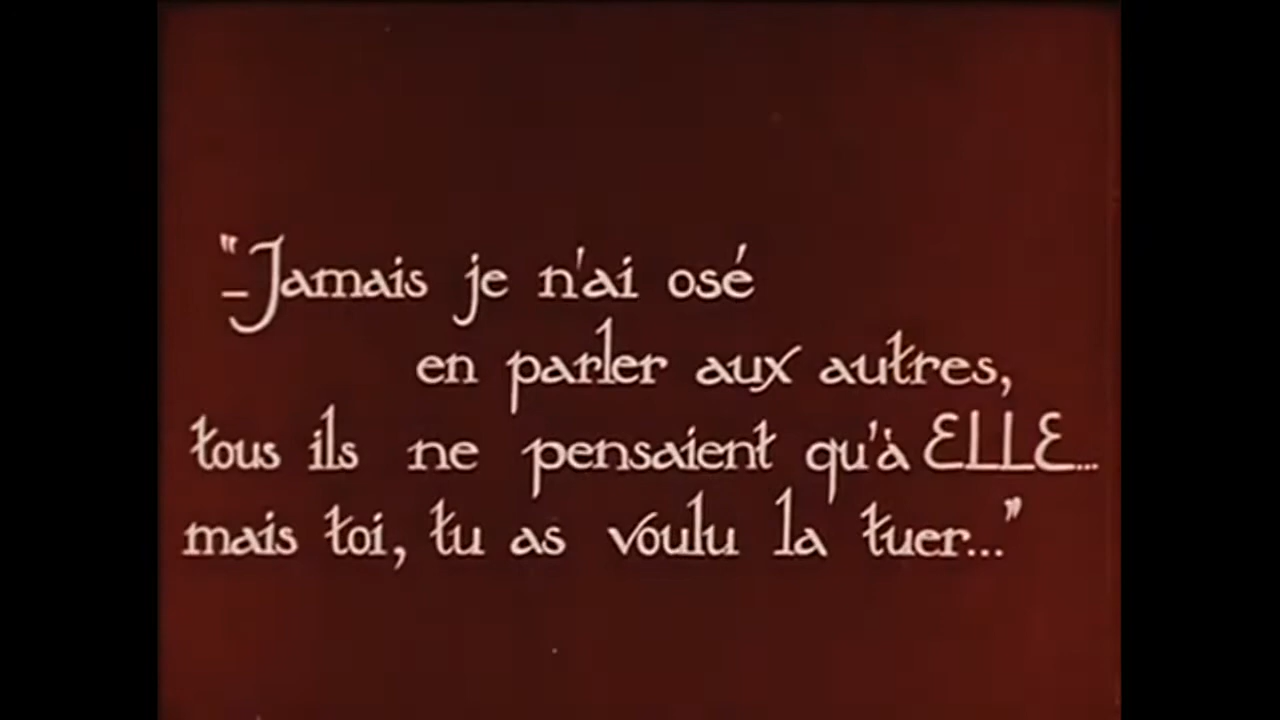 "_Jamais je n'ai osé
en parler aux autres,
tous ils ne pensaient qu'à ELLE...
mais toi, tu as voulu la tuer..."